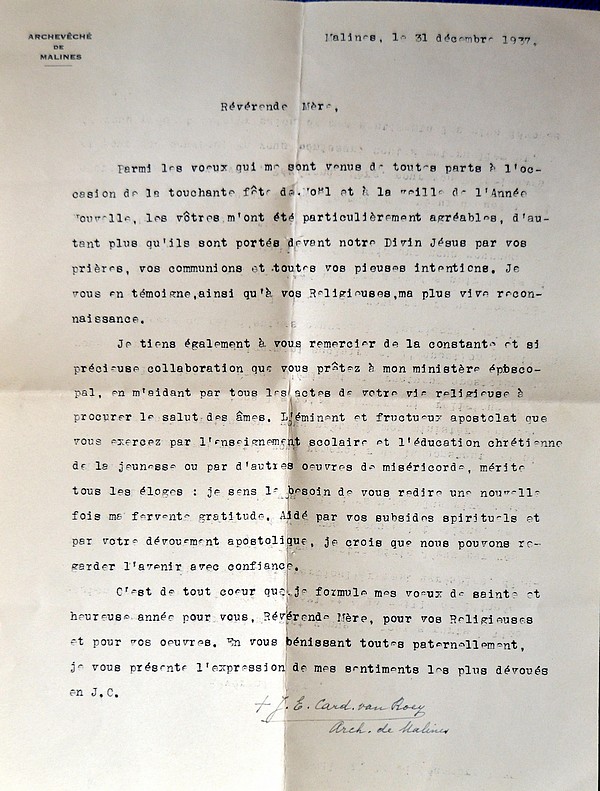 ARCHEVÊCHÉ
DE
MALINES
Malines, le 31 décembre 1937.
Révérende Mère,
Parmi les voeux qui me sont venus de toutes parts à l'oc-
casion de la touchante fête de Noël et à la veille de l'Année
Nouvelle, les vôtres m'ont été particulièrement agréables, d'au-
tant plus qu'ils sont portés devant notre Divin Jésus par vos
prières, vos communions et toutes vos pieuses intentions. Je
vous en témoigne,ainsi qu'à vos Religieuses,ma plus vive recon-
naissance.
Je tiens également à vous remercier de la constante et si
précieuse collaboration que vous prêtez à mon ministère épisco-
pal, en m'aidant par tous les actes de votre vie religieuse à
procurer le salut des âmes. L'éminent et fructueux apostolat que
vous exercez par l'enseignement scolaire et l'éducation chrétienne
de la jeunesse ou par d'autres oeuvres de miséricorde, mérite
tous les éloges : je sens le besoin de vous redire une nouvelle
fois ma fervente gratitude. Aidé par vos subsides spirituels et
par votre dévouement apostolique, je crois que nous pouvons re-
garder l'avenir avec confiance.
C'est de tout coeur que je formule mes voeux de sainte et
heureuse année pour vous, Révérende Mère, pour vos Religieuses
et pour vos oeuvres. En vous bénissant toutes paternellement,
je vous présente l'expression de mes sentiments les plus dévoués
en J.C.
+ J. E. Card. van Roey
Arch. de Malines